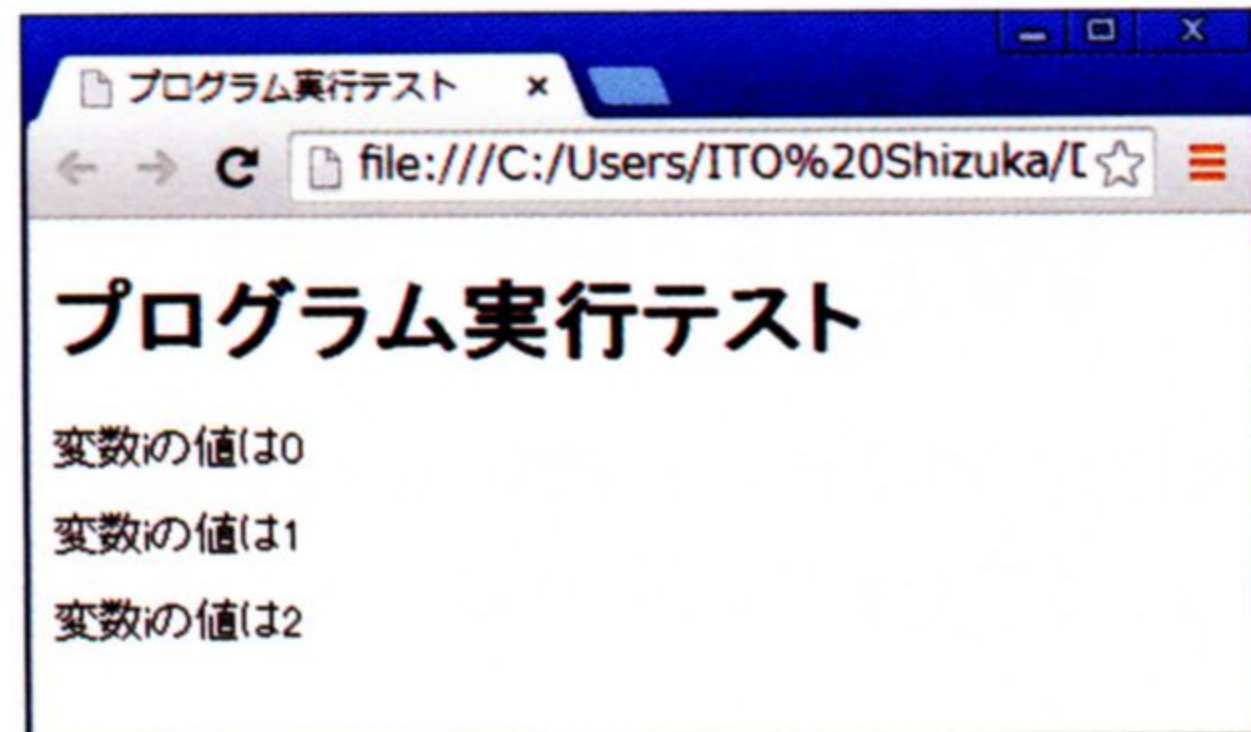 プログラム実行テスト ×
file:///C:/Users/ITO%20Shizuka/D
プログラム実行テスト
変数iの値は0
変数iの値は1
変数iの値は2